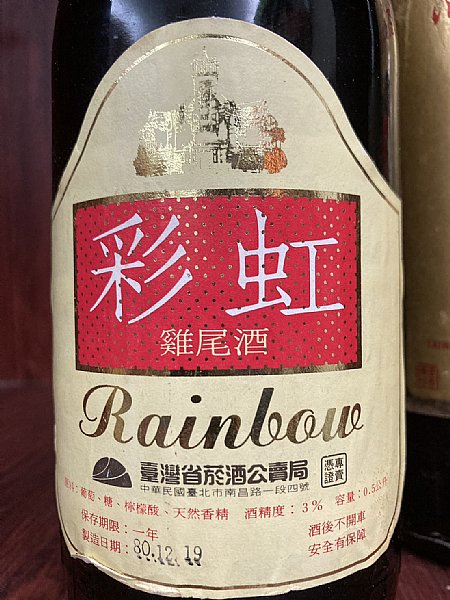 彩虹
雞尾酒
Rainbow
臺灣省菸酒公賣局
專賣
憑證
中華民國臺北市南昌路一段四號
原料:葡萄、糖、檸檬酸、天然香精 酒精度:3% 容量:0.5公升
保存期限:一年
酒後不開車
製造日期:80.12.19
安全有保障